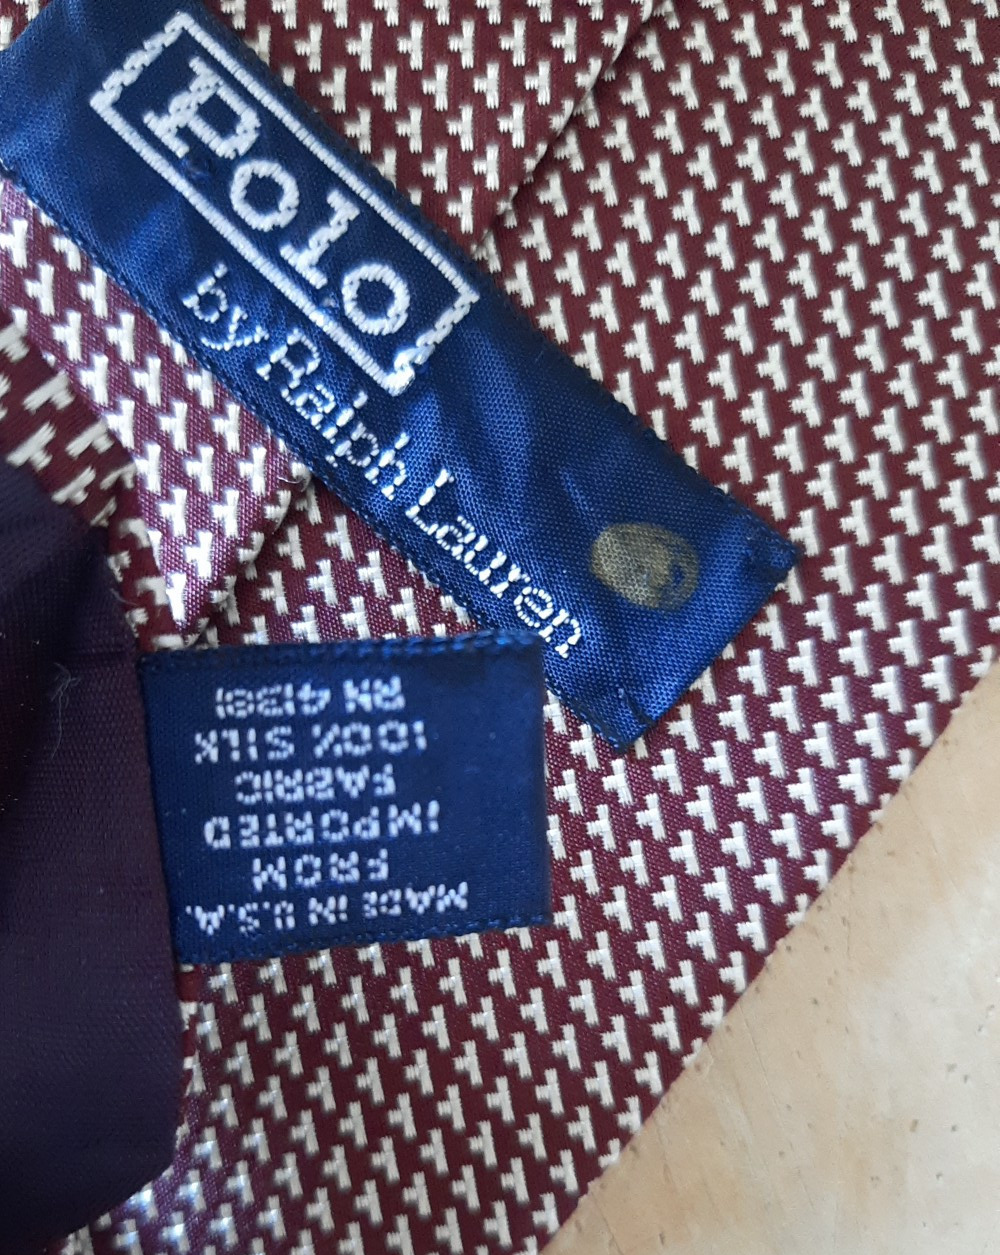 Polo
by Ralph Lauren
MADE IN U.S.A.
FROM
IMPORTED
FABRIC
100% SILK
RN 41381